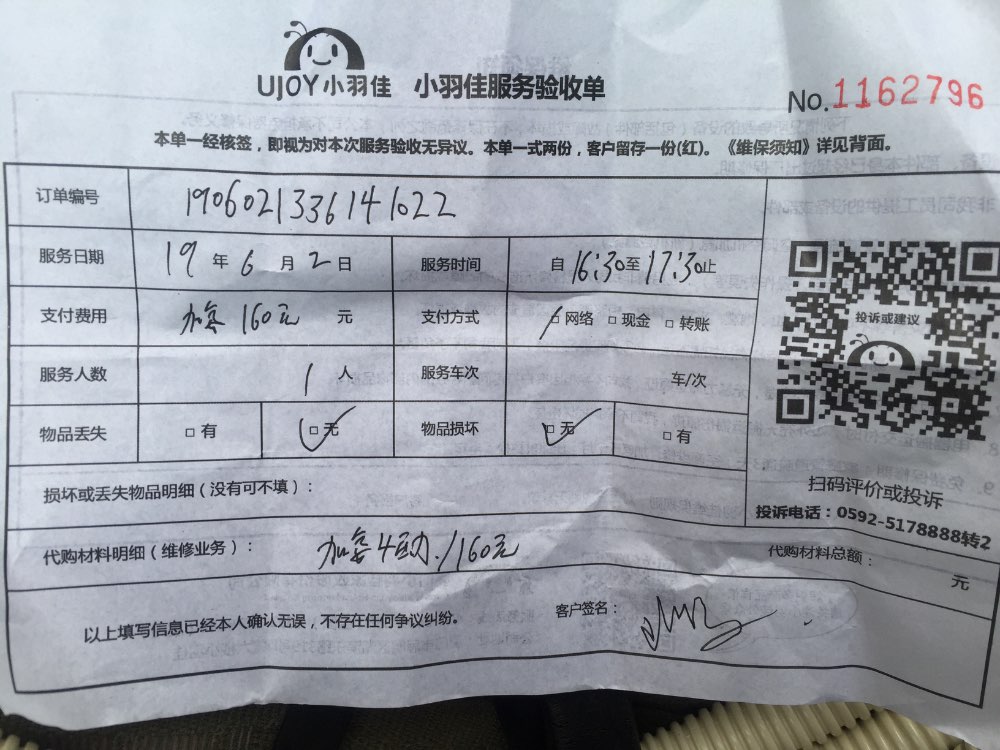 UJOY小羽佳 小羽佳服务验收单
No.1162796
本单一经核签，即视为对本次服务验收无异议。本单一式两份，客户留存一份(红)。《维保须知》详见背面。
订单编号 1906021336141022
服务日期 19 年 6 月 2 日 服务时间 自 16:30 至 17:30 止
支付费用 160元 元 支付方式 □ 网络 □ 现金 □ 转账
服务人数 1 人 服务车次 车/次
物品丢失 □ 有 □ 无 物品损坏 □ 无 □ 有
投诉或建议
扫码评价或投诉
投诉电话：0592-5178888转2
损坏或丢失物品明细（没有可不填）：
代购材料明细（维修业务）： /160元 代购材料总额： 元
以上填写信息已经本人确认无误，不存在任何争议纠纷。 客户签名：